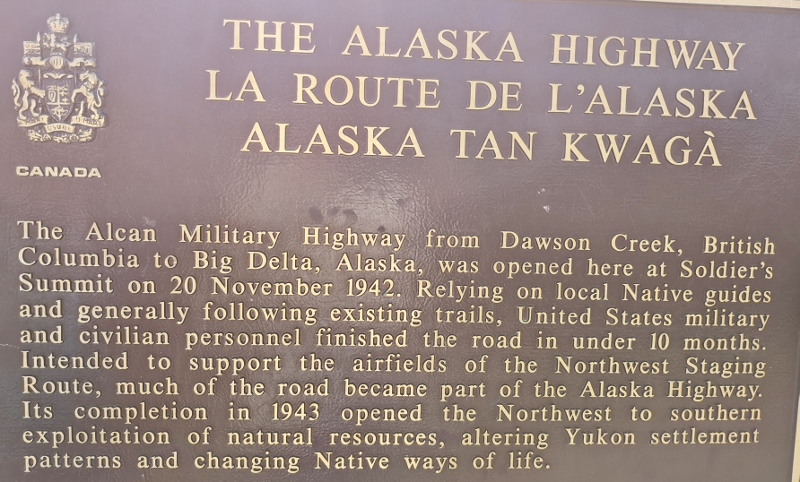 THE ALASKA HIGHWAY
LA ROUTE DE L'ALASKA
ALASKA TAN KWAGÀ
CANADA
The Alcan Military Highway from Dawson Creek, British
Columbia to Big Delta, Alaska, was opened here at Soldier's
Summit on 20 November 1942. Relying on local Native guides
and generally following existing trails, United States military
and civilian personnel finished the road in under 10 months.
Intended to support the airfields of the Northwest Staging
Route, much of the road became part of the Alaska Highway.
Its completion in 1943 opened the Northwest to southern
exploitation of natural resources, altering Yukon settlement
patterns and changing Native ways of life.